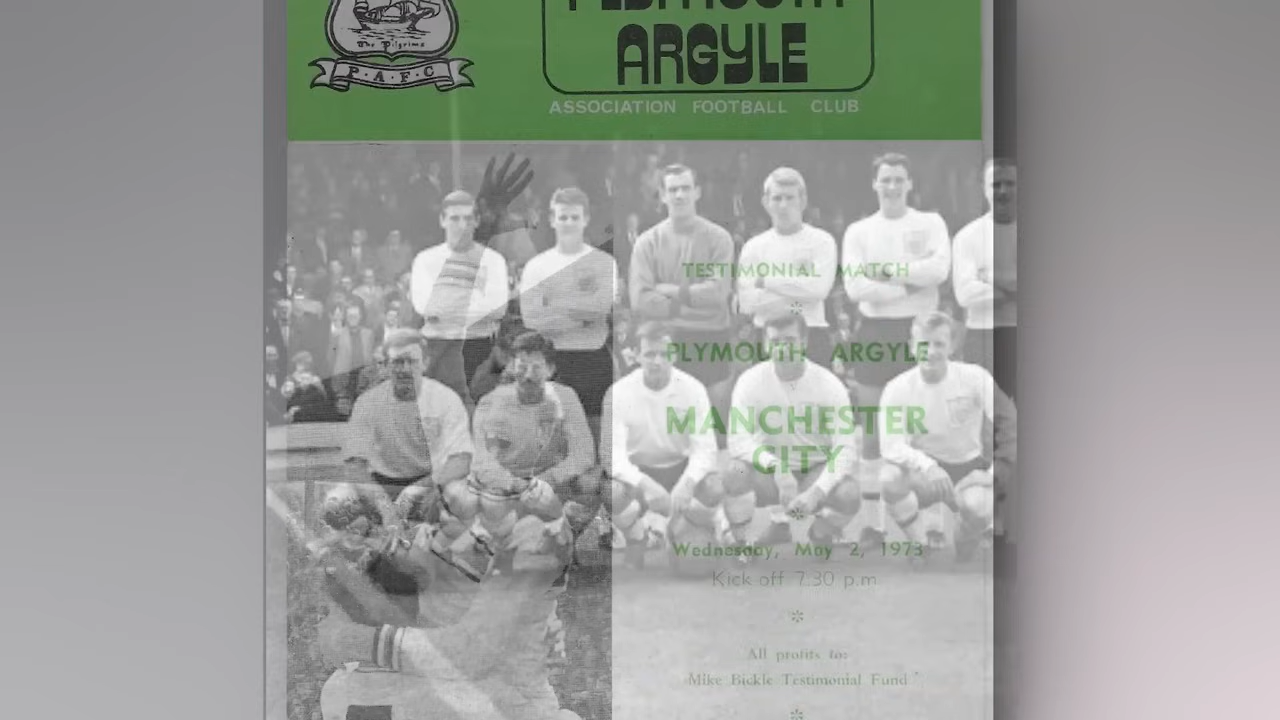 The Pilgrims
P·A·F·C
PLYMOUTH
ARGYLE
ASSOCIATION FOOTBALL CLUB
TESTIMONIAL MATCH
PLYMOUTH ARGYLE
MANCHESTER
CITY
Wednesday, May 2, 1973
Kick off 7.30 p.m.
All profits to:
Mike Bickle Testimonial Fund